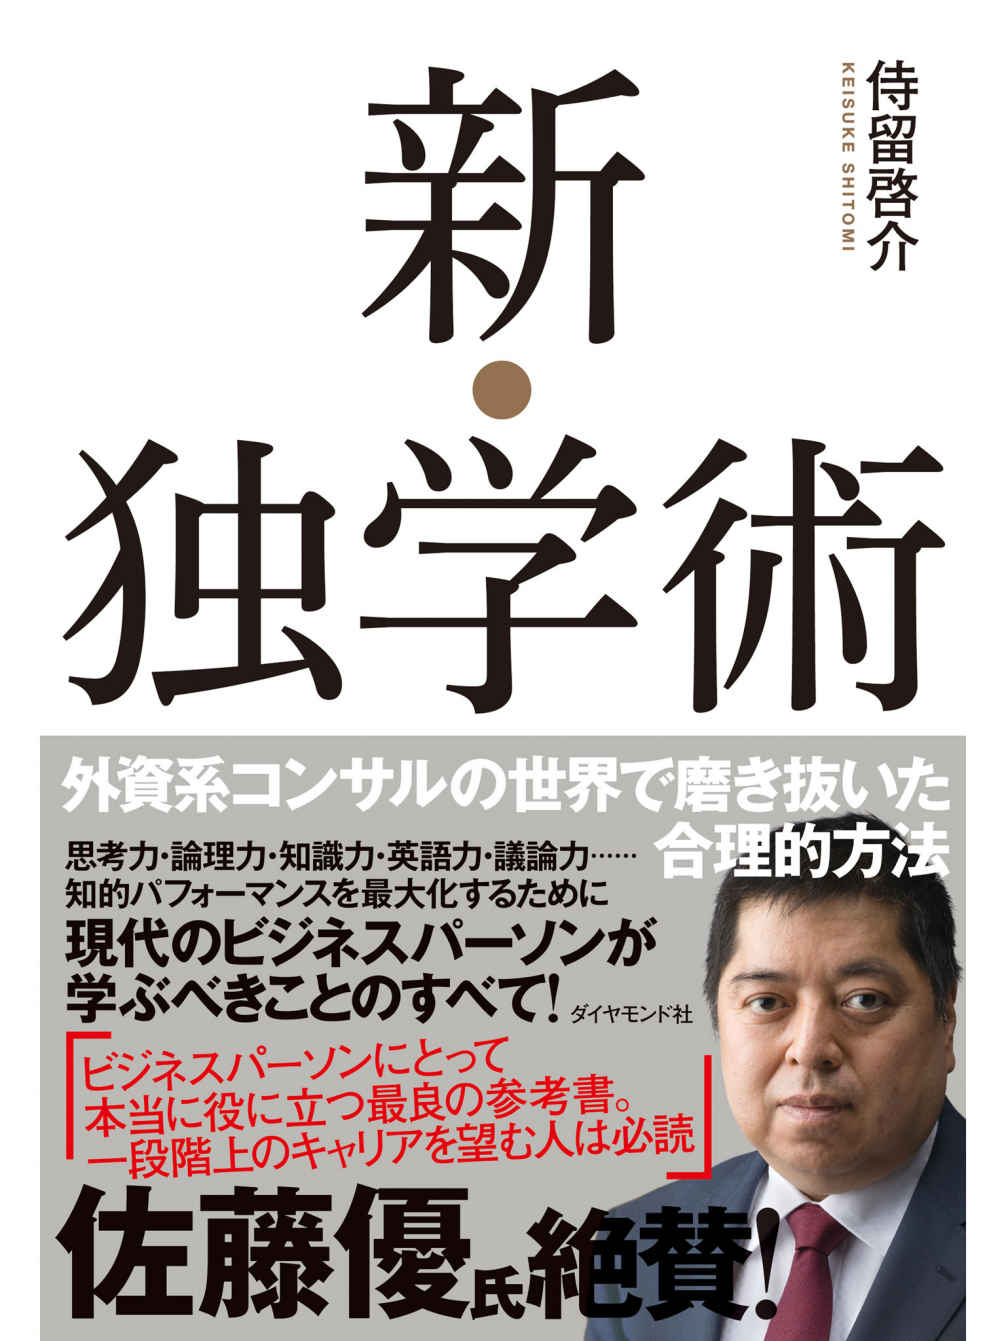 侍留啓介
KEISUKE SHITOMI
新・
独学術
外資系コンサルの世界で磨き抜いた
合理的方法
思考力・論理力・知識力・英語力・議論力……
知的パフォーマンスを最大化するために
現代のビジネスパーソンが
学ぶべきことのすべて!
ダイヤモンド社
ビジネスパーソンにとって
本当に役に立つ最良の参考書。
一段階上のキャリアを望む人は必読
佐藤優氏絶賛!